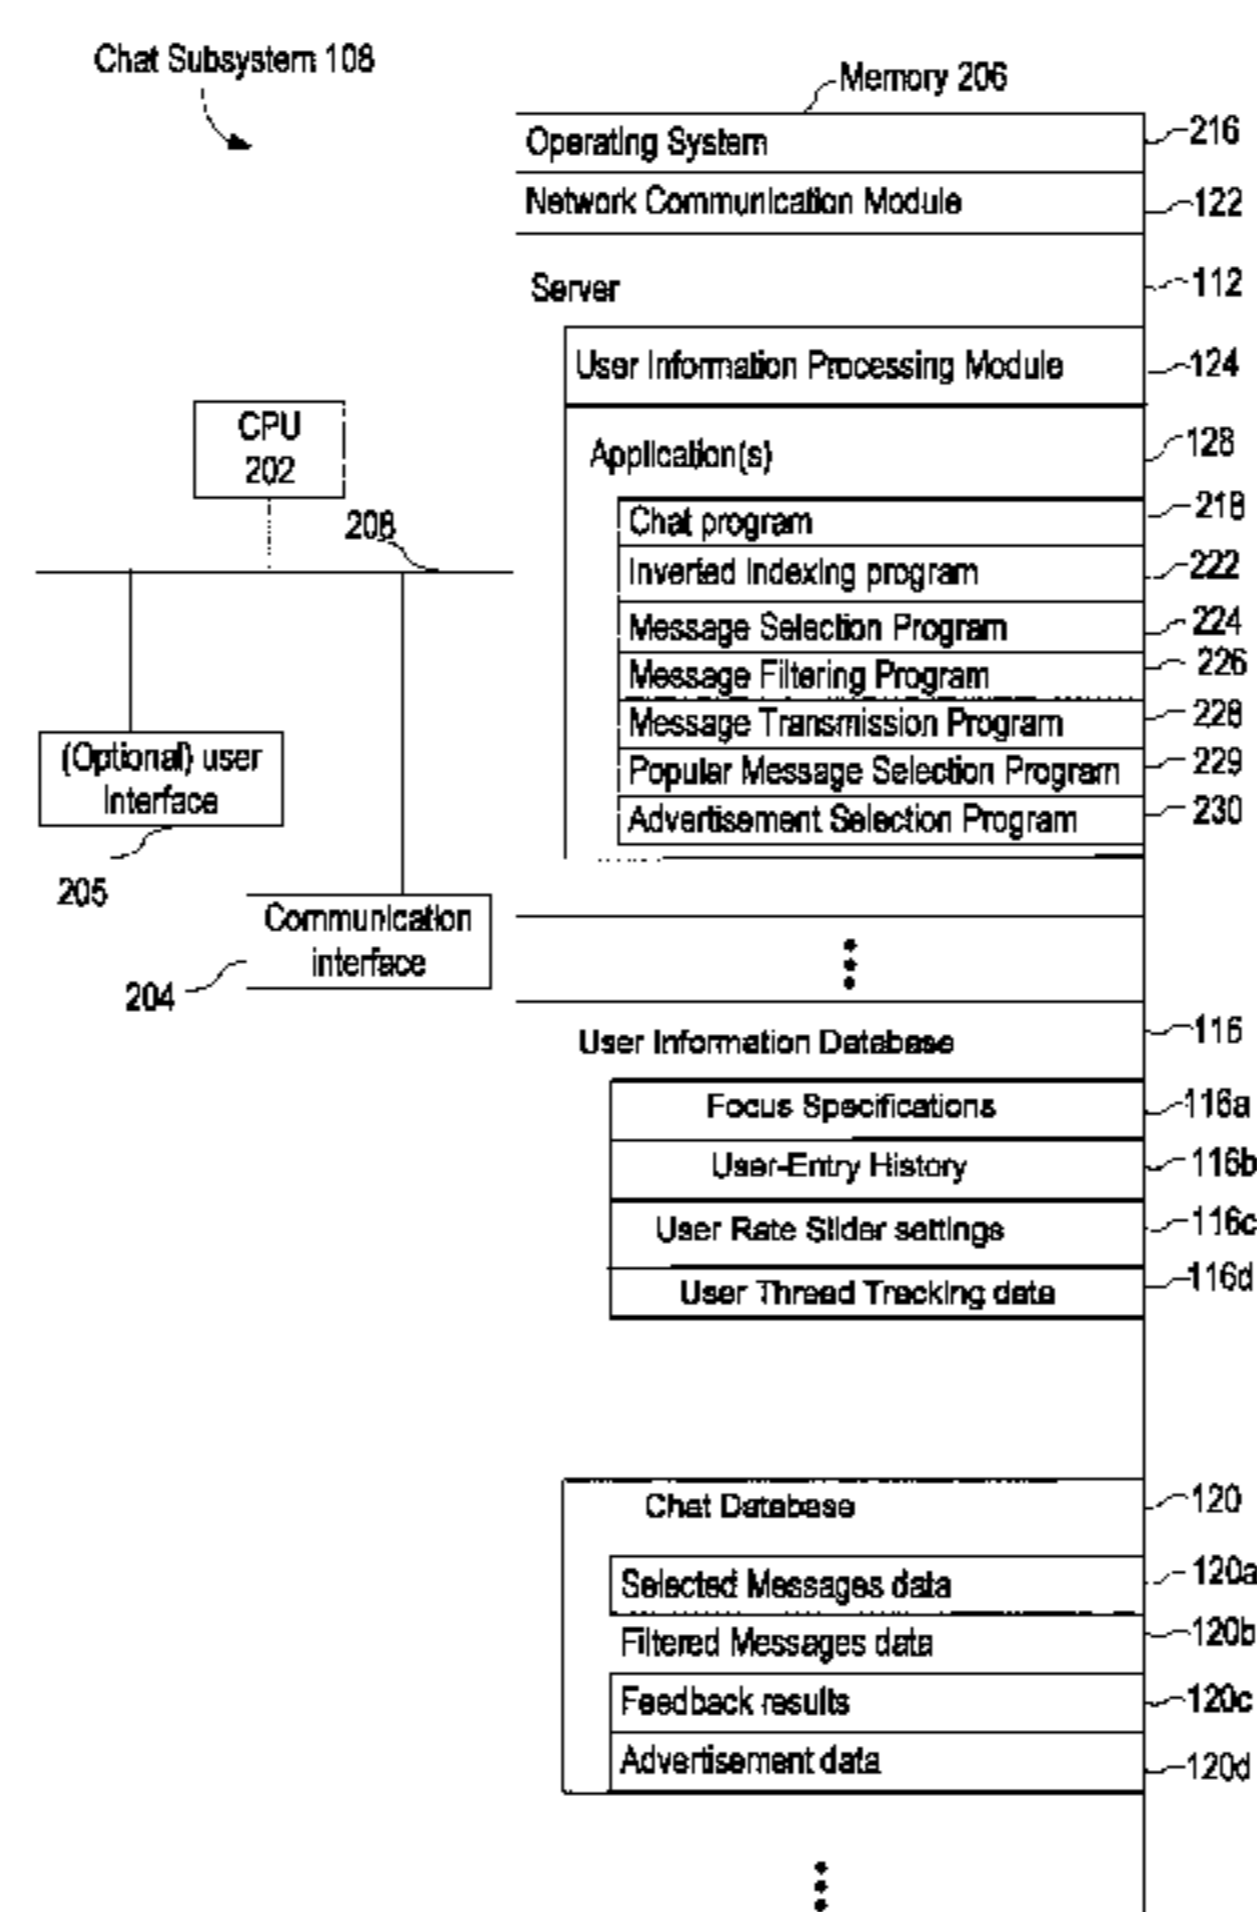 Chat Subsystem 108
Memory 206
Operating System
216
Network Communication Module
122
Server
112
User Information Processing Module
124
Application(s)
128
Chat program
218
Inverted Indexing program
222
Message Selection Program
224
Message Filtering Program
226
Message Transmission Program
228
Popular Message Selection Program
229
Advertisement Selection Program
230
CPU
202
208
(Optional) user
Interface
205
Communication
interface
204
User Information Database
116
Focus Specifications
116a
User-Entry History
116b
User Rate Slider settings
116c
User Thread Tracking data
116d
Chat Database
120
Selected Messages data
120a
Filtered Messages data
120b
Feedback results
120c
Advertisement data
120d